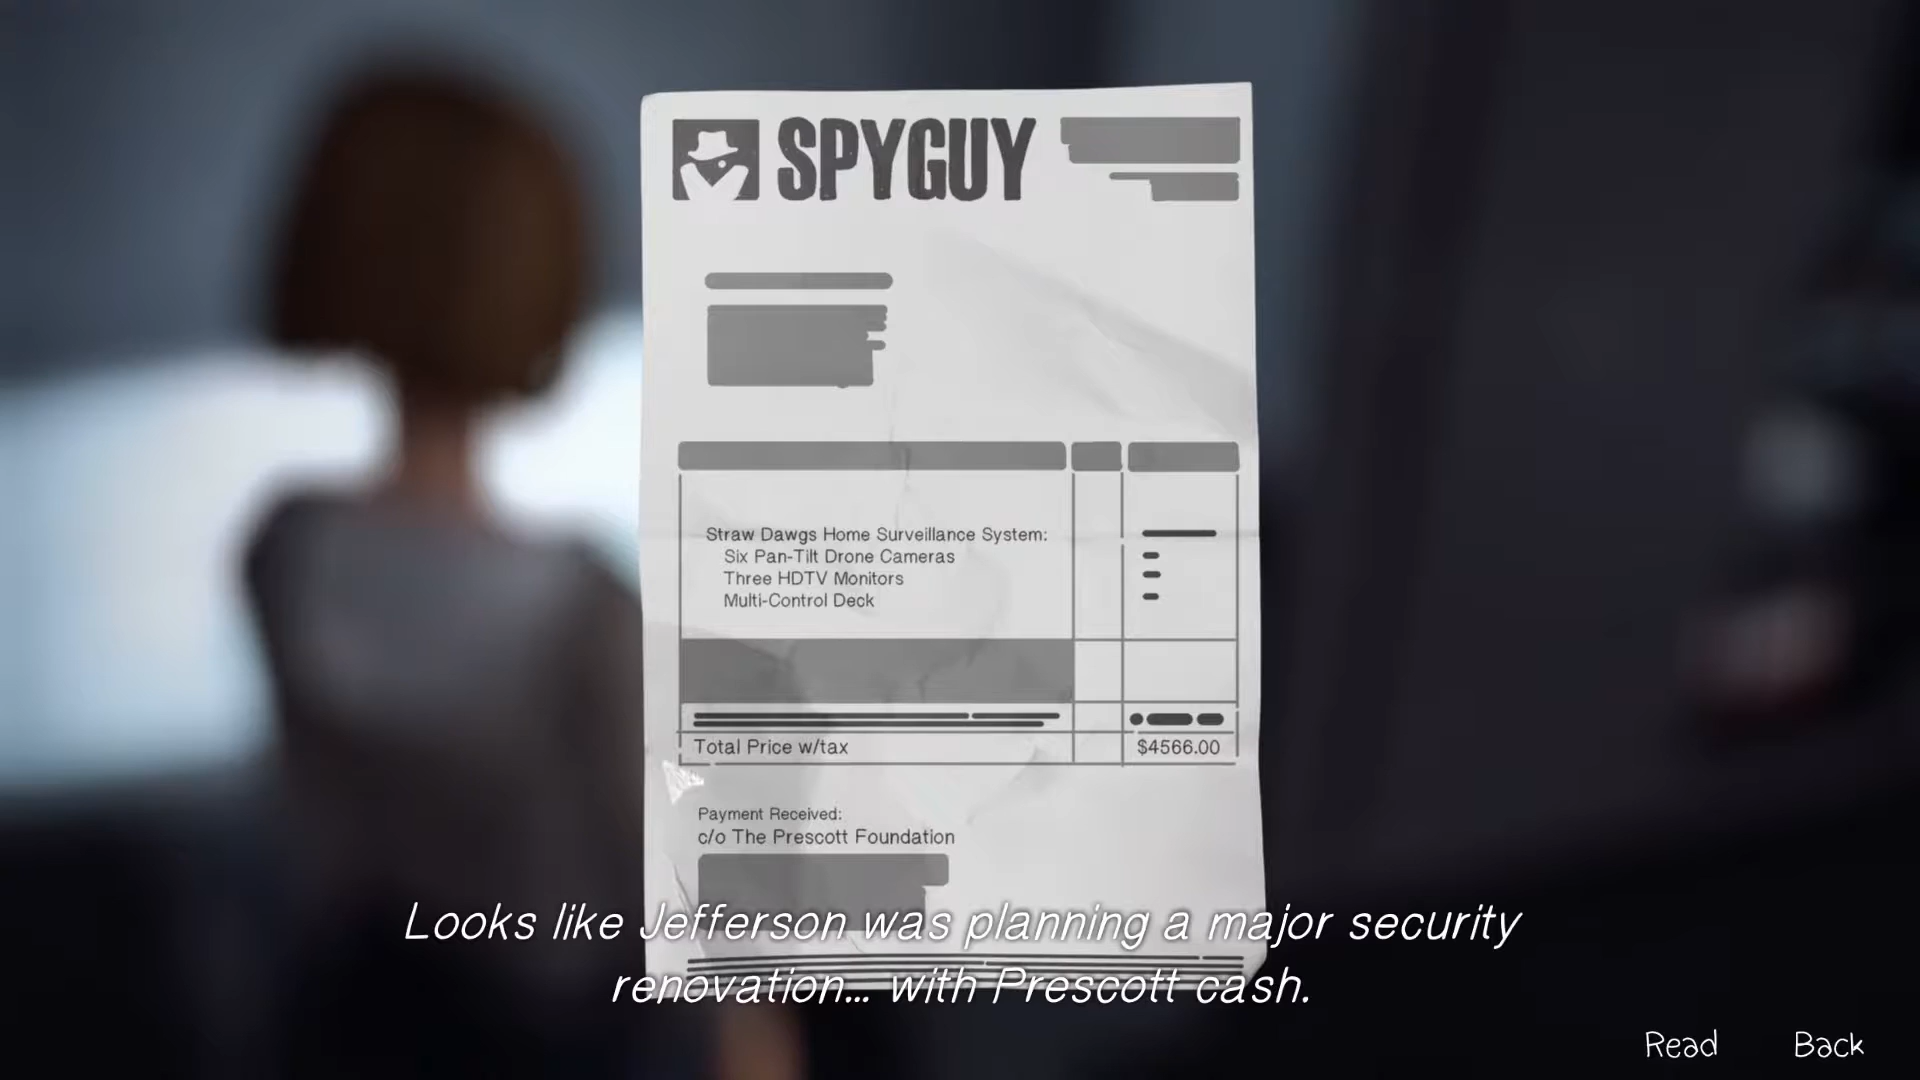 SPYGUY
Straw Dawgs Home Surveillance System:
Six Pan-Tilt Drone Cameras
Three HDTV Monitors
Multi-Control Deck
Total Price w/tax $4566.00
Payment Received:
c/o The Prescott Foundation
Looks like Jefferson was planning a major security
renovation... with Prescott cash.
Read Back